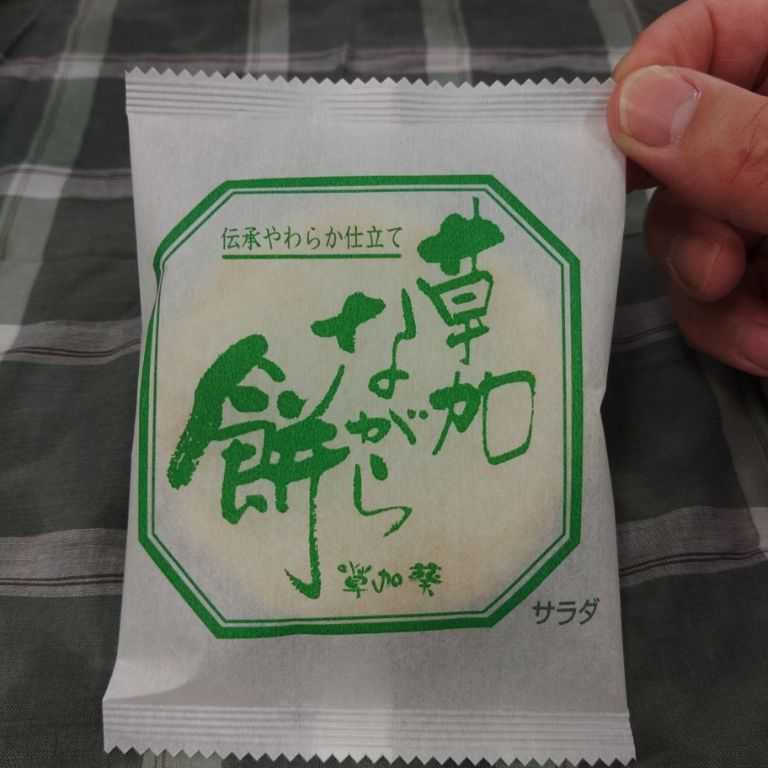 伝承やわらか仕立て
草加
ながら
餅
草加葵
サラダ